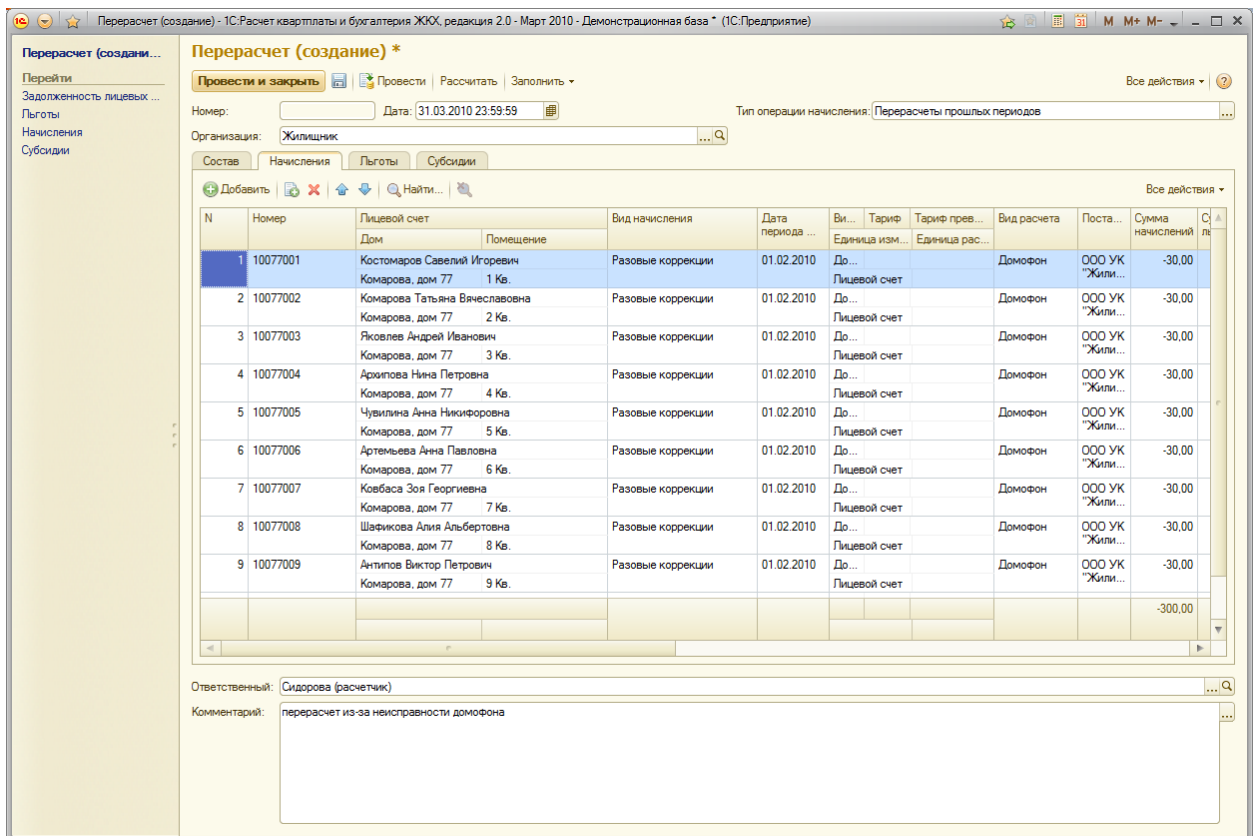 Перерасчет (создание) - 1С:Расчет квартплаты и бухгалтерия ЖКХ, редакция 2.0 - Март 2010 - Демонстрационная база * (1С:Предприятие)
M M+ M-
Перерасчет (создани...
Перейти
Задолженность лицевых ...
Льготы
Начисления
Субсидии
Перерасчет (создание) *
Провести и закрыть Провести Рассчитать Заполнить Все действия
Номер: Дата: 31.03.2010 23:59:59 Тип операции начисления: Перерасчеты прошлых периодов ...
Организация: Жилищник ...
Состав Начисления Льготы Субсидии
Добавить Найти... Все действия
N Номер Лицевой счет Вид начисления Дата периода ... Ви... Тариф Тариф прев... Вид расчета Поста... Сумма начислений
Дом Помещение Единица изм... Единица рас...
1 10077001 Костомаров Савелий Игоревич Разовые коррекции 01.02.2010 До... Домофон ООО УК "Жили... -30,00
Комарова, дом 77 1 Кв. Лицевой счет
2 10077002 Комарова Татьяна Вячеславовна Разовые коррекции 01.02.2010 До... Домофон ООО УК "Жили... -30,00
Комарова, дом 77 2 Кв. Лицевой счет
3 10077003 Яковлев Андрей Иванович Разовые коррекции 01.02.2010 До... Домофон ООО УК "Жили... -30,00
Комарова, дом 77 3 Кв. Лицевой счет
4 10077004 Архипова Нина Петровна Разовые коррекции 01.02.2010 До... Домофон ООО УК "Жили... -30,00
Комарова, дом 77 4 Кв. Лицевой счет
5 10077005 Чувилина Анна Никифоровна Разовые коррекции 01.02.2010 До... Домофон ООО УК "Жили... -30,00
Комарова, дом 77 5 Кв. Лицевой счет
6 10077006 Артемьева Анна Павловна Разовые коррекции 01.02.2010 До... Домофон ООО УК "Жили... -30,00
Комарова, дом 77 6 Кв. Лицевой счет
7 10077007 Ковбаса Зоя Георгиевна Разовые коррекции 01.02.2010 До... Домофон ООО УК "Жили... -30,00
Комарова, дом 77 7 Кв. Лицевой счет
8 10077008 Шафикова Алия Альбертовна Разовые коррекции 01.02.2010 До... Домофон ООО УК "Жили... -30,00
Комарова, дом 77 8 Кв. Лицевой счет
9 10077009 Антипов Виктор Петрович Разовые коррекции 01.02.2010 До... Домофон ООО УК "Жили... -30,00
Комарова, дом 77 9 Кв. Лицевой счет
-300,00
Ответственный: Сидорова (расчетчик) ...
Комментарий: перерасчет из-за неисправности домофона ...